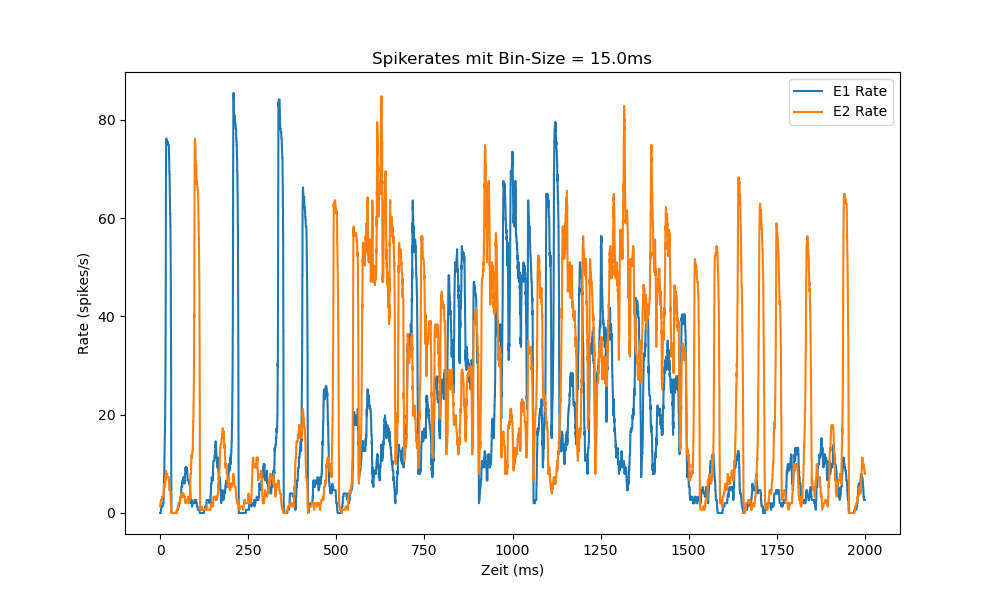 Spikerates mit Bin-Size = 15.0ms
E1 Rate
E2 Rate
Rate (spikes/s)
80
60
40
20
0
0 250 500 750 1000 1250 1500 1750 2000
Zeit (ms)